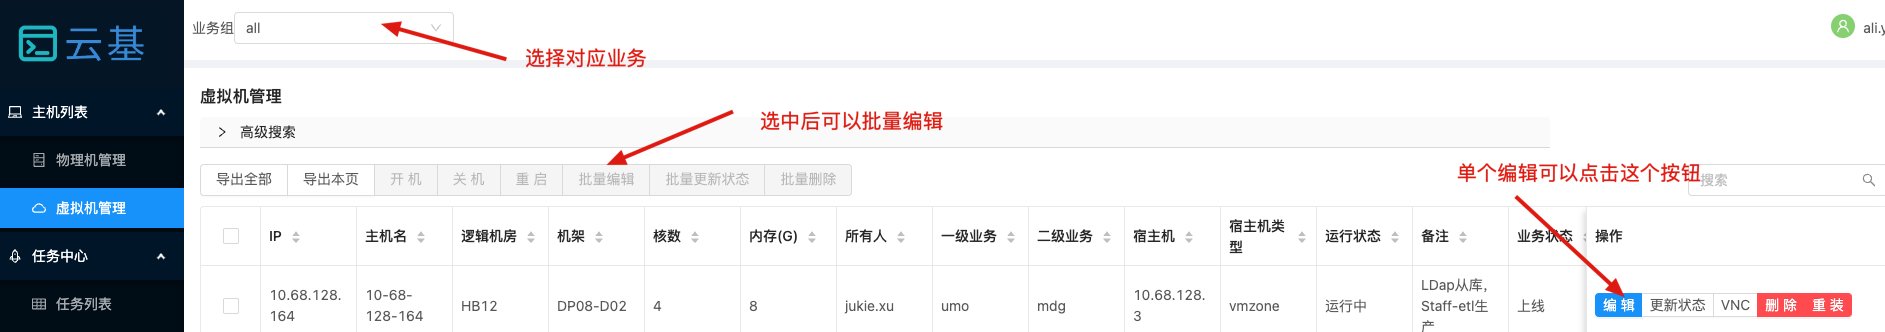 云基
业务组 all
ali.y
选择对应业务
主机列表
物理机管理
虚拟机管理
任务中心
任务列表
虚拟机管理
高级搜索
选中后可以批量编辑
单个编辑可以点击这个按钮
导出全部 导出本页 开 机 关 机 重 启 批量编辑 批量更新状态 批量删除
搜索
IP 主机名 逻辑机房 机架 核数 内存(G) 所有人 一级业务 二级业务 宿主机 宿主机类型 运行状态 备注 业务状态 操作
10.68.128.164 10-68-128-164 HB12 DP08-D02 4 8 jukie.xu umo mdg 10.68.128.3 vmzone 运行中 LDap从库，Staff-etl生产 上线 编 辑 更新状态 VNC 删 除 重 装